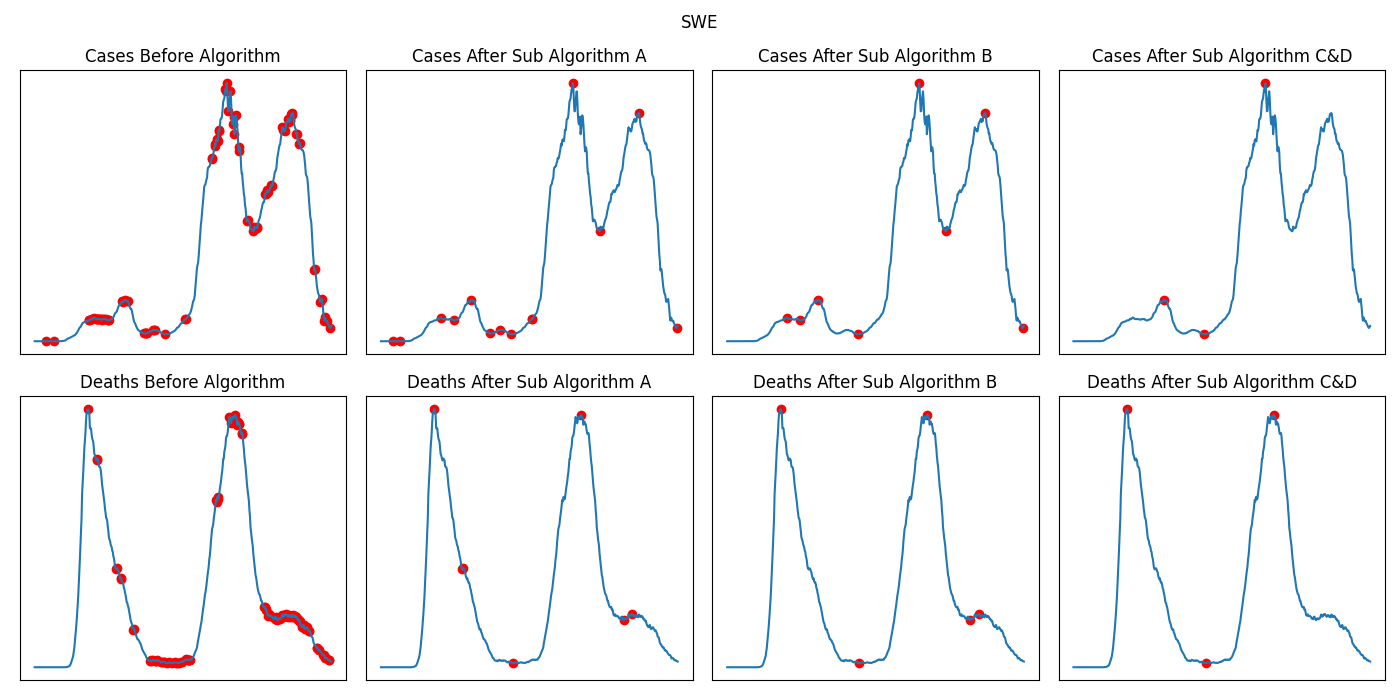 SWE
Cases Before Algorithm
Cases After Sub Algorithm A
Cases After Sub Algorithm B
Cases After Sub Algorithm C&D
Deaths Before Algorithm
Deaths After Sub Algorithm A
Deaths After Sub Algorithm B
Deaths After Sub Algorithm C&D